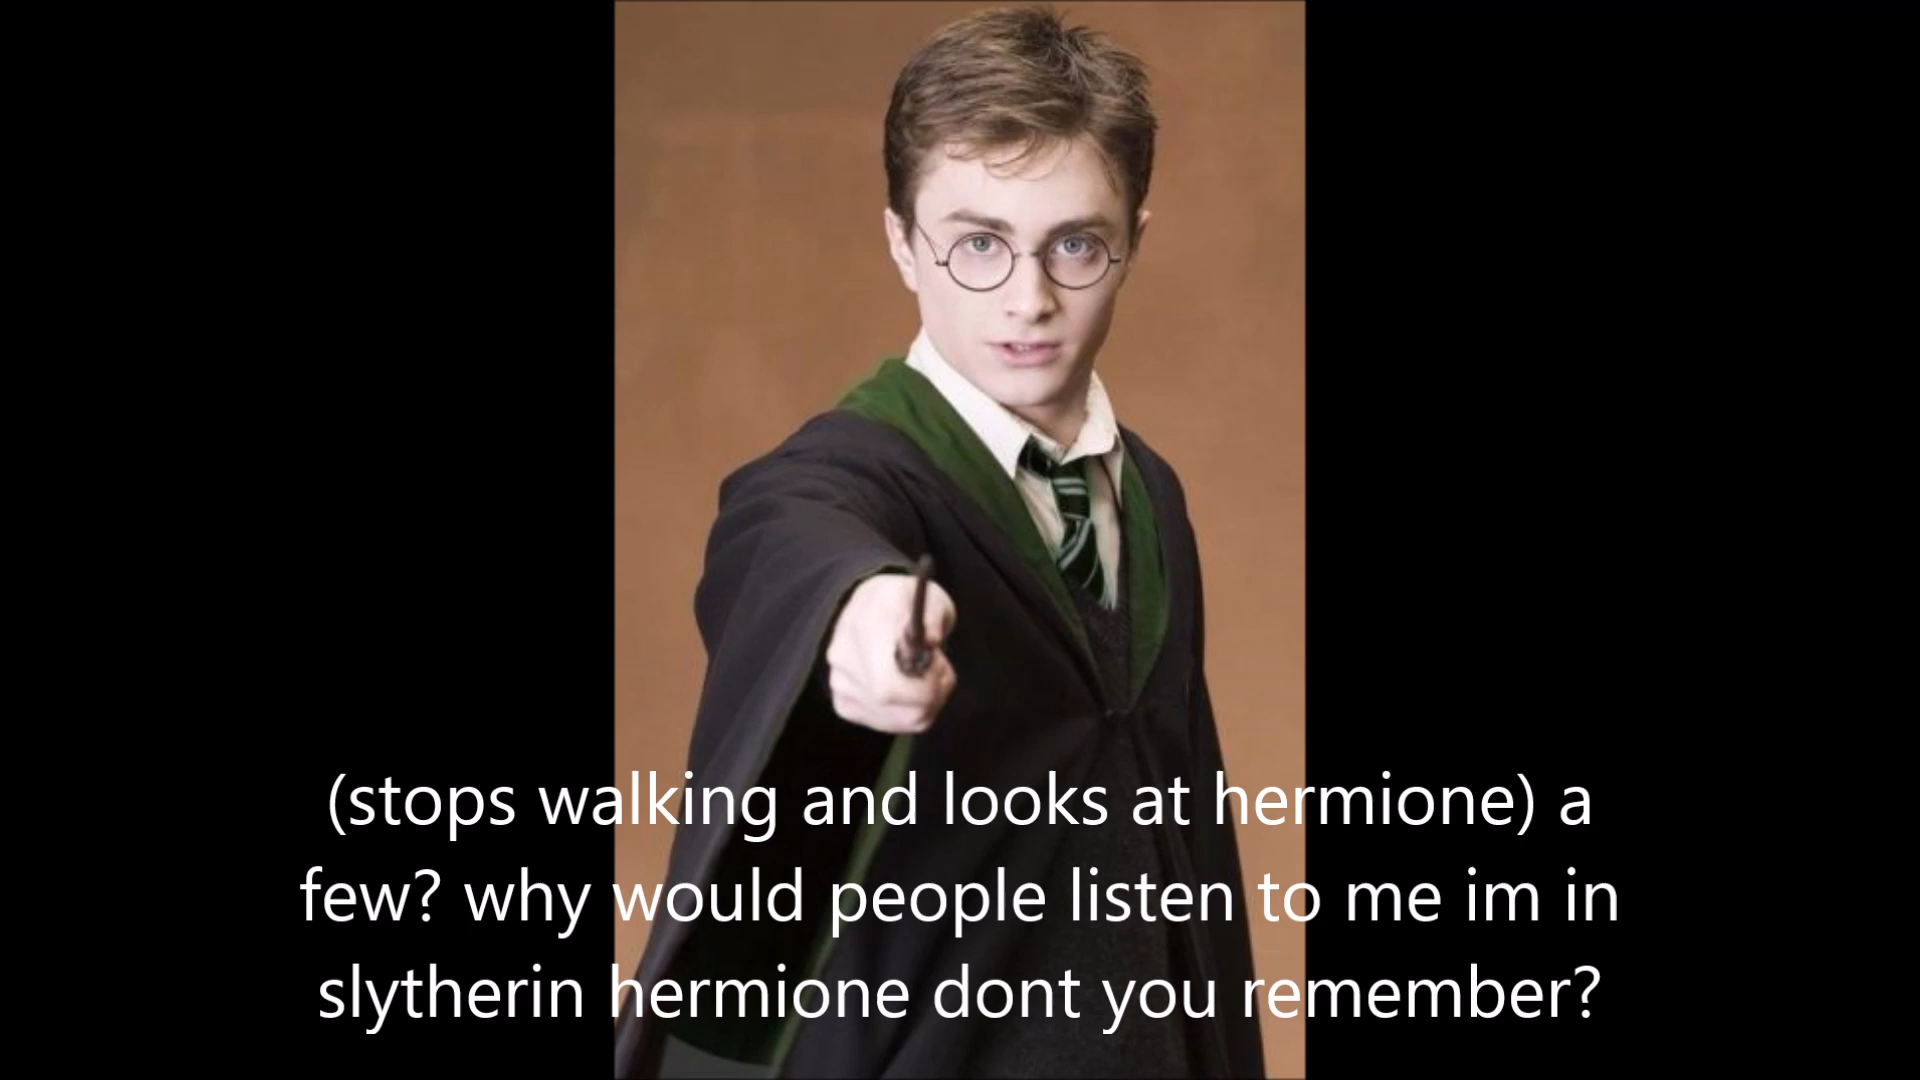 (stops walking and looks at hermione) a
few? why would people listen to me im in
slytherin hermione dont you remember?